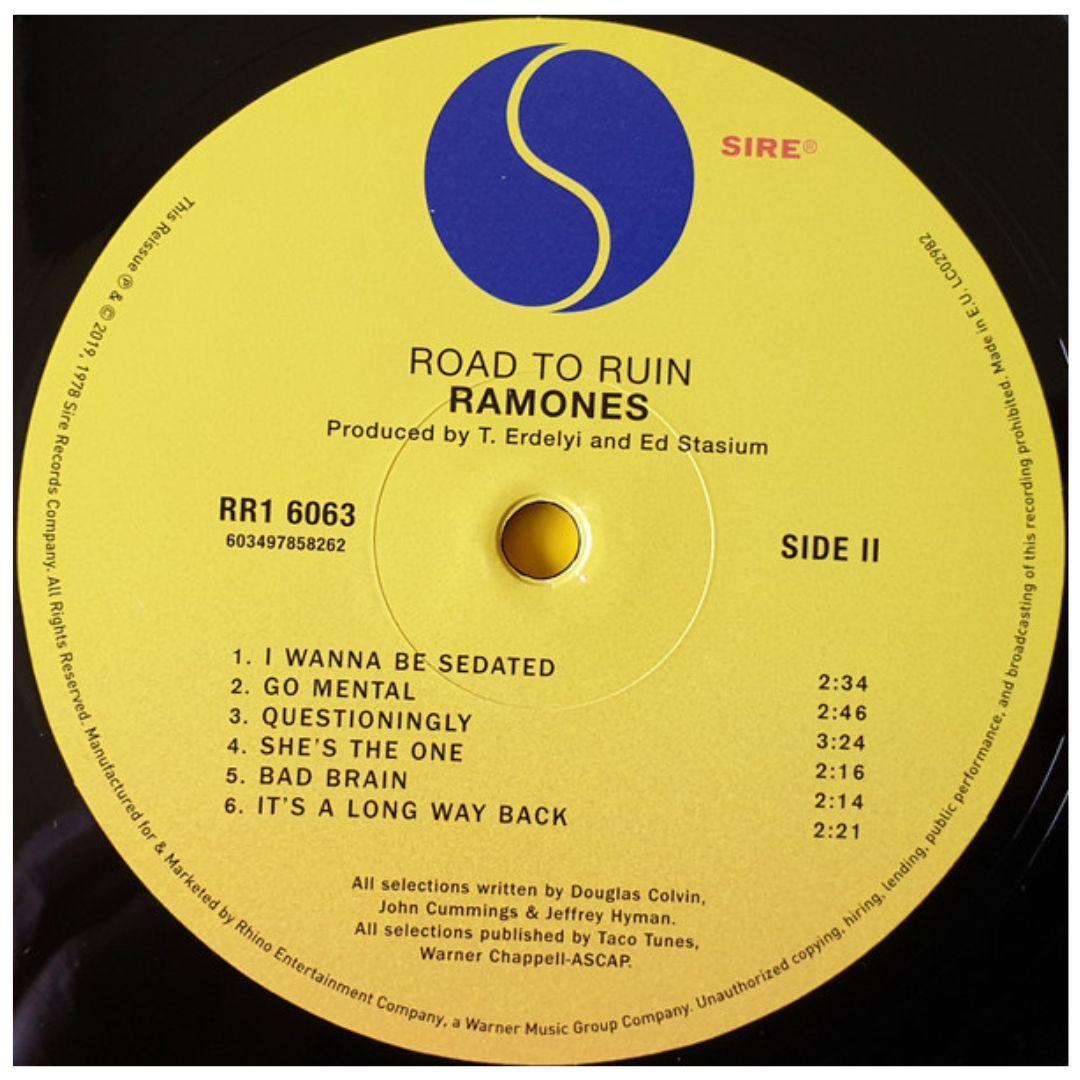 SIRE®
ROAD TO RUIN
RAMONES
Produced by T. Erdelyi and Ed Stasium
RR1 6063
603497858262
SIDE II
1. I WANNA BE SEDATED 2:34
2. GO MENTAL 2:46
3. QUESTIONINGLY 3:24
4. SHE'S THE ONE 2:16
5. BAD BRAIN 2:14
6. IT'S A LONG WAY BACK 2:21
All selections written by Douglas Colvin,
John Cummings & Jeffrey Hyman.
All selections published by Taco Tunes,
Warner Chappell-ASCAP.
This Reissue ℗ & © 2019, 1978 Sire Records Company. All Rights Reserved. Manufactured for & Marketed by Rhino Entertainment Company, a Warner Music Group Company. Unauthorized copying, hiring, lending, public performance, and broadcasting of this recording prohibited. Made in E.U. LC02982